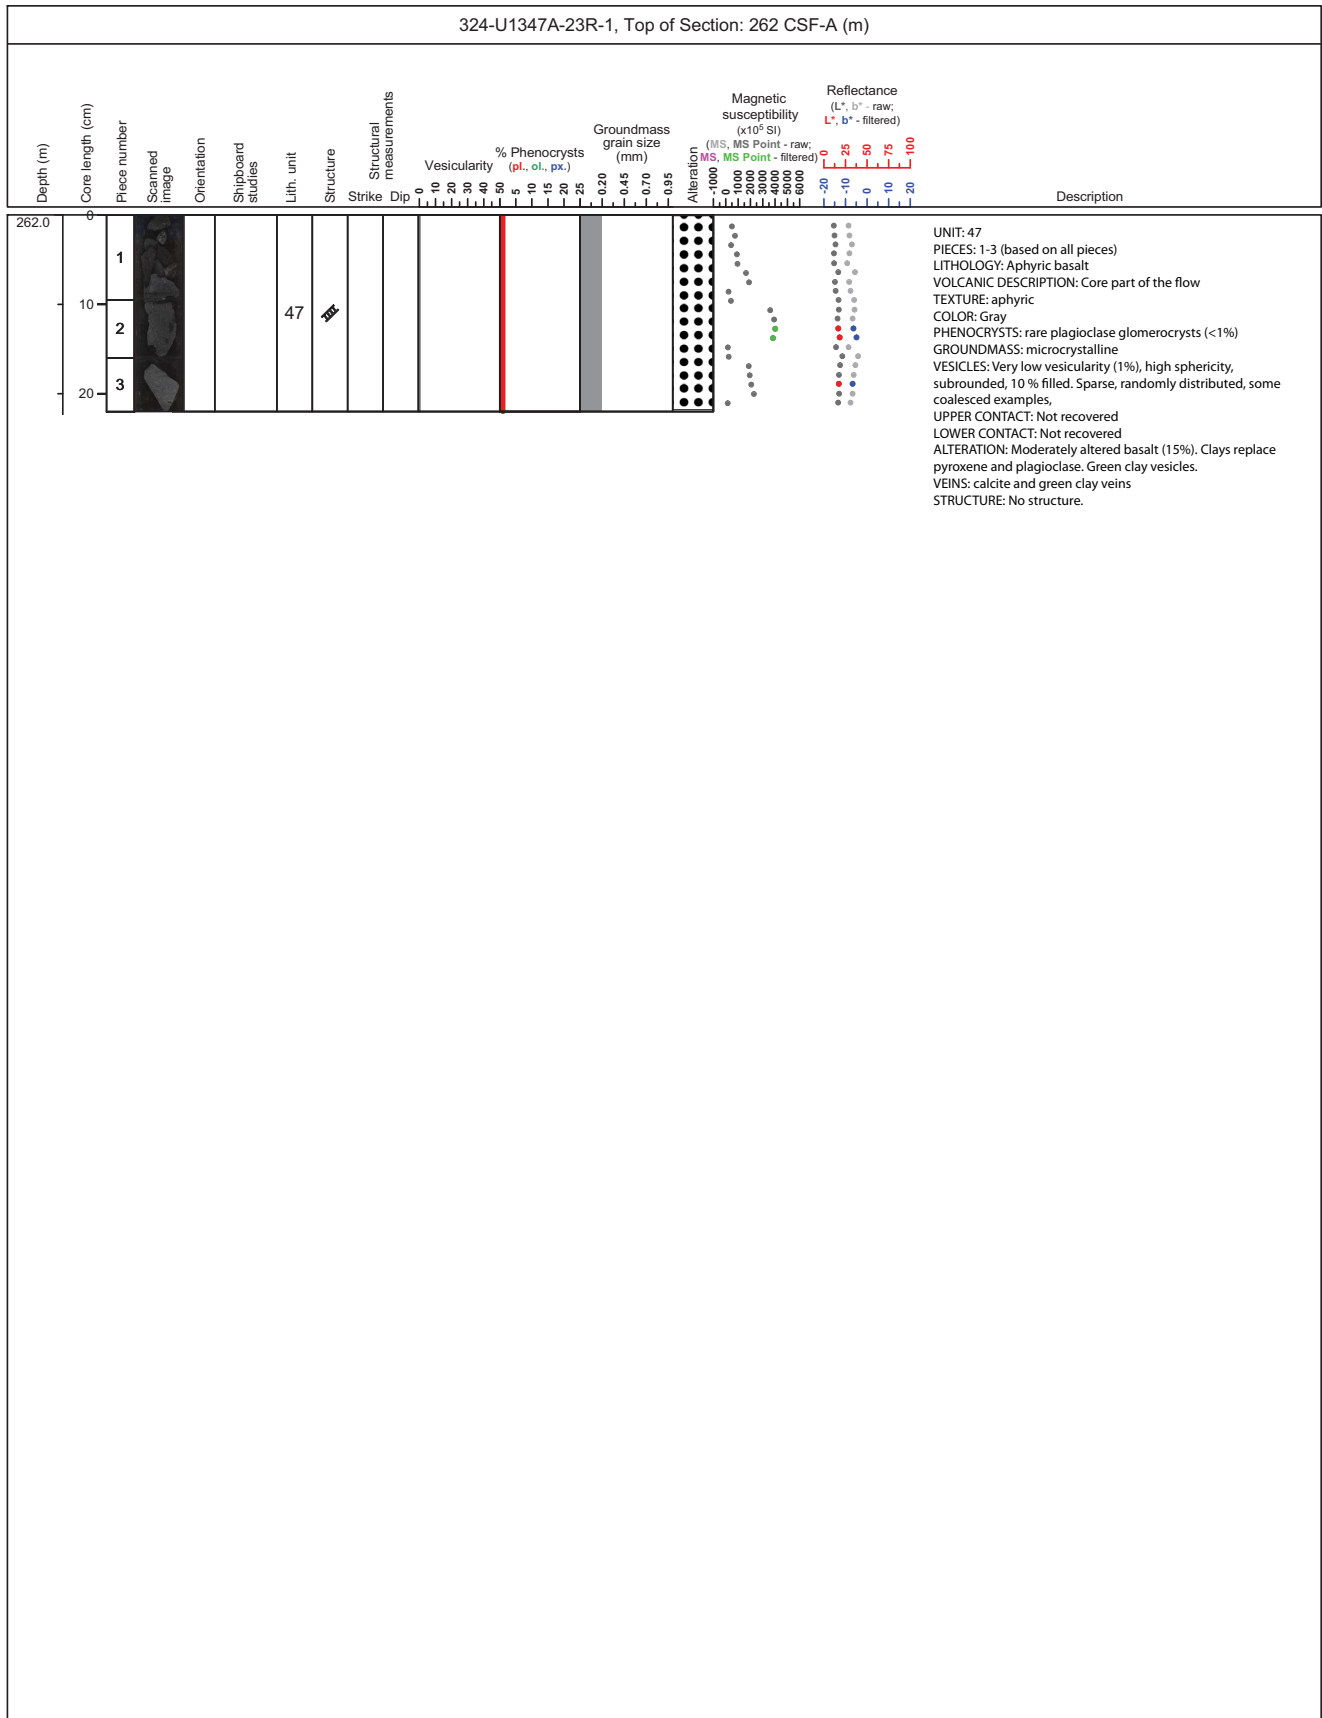 324-U1347A-23R-1, Top of Section: 262 CSF-A (m)
Depth (m)
Core length (cm)
Piece number
Scanned
image
Orientation
Shipboard
studies
Lith. unit
Structure
Structural
measurements
Strike Dip
Vesicularity
0 10 20 30 40 50
% Phenocrysts
(pl., ol., px.)
5 10 15 20 25
Groundmass
grain size
(mm)
0.20 0.45 0.70 0.95
Alteration
Magnetic
susceptibility
(x10⁵ SI)
(MS, MS Point - raw;
MS, MS Point - filtered)
-1000 0 1000 2000 3000 4000 5000 6000
Reflectance
(L*, b* - raw;
L*, b* - filtered)
0 25 50 75 100
-20 -10 0 10 20
Description
262.0
0
10
20
1
2
3
47
UNIT: 47
PIECES: 1-3 (based on all pieces)
LITHOLOGY: Aphyric basalt
VOLCANIC DESCRIPTION: Core part of the flow
TEXTURE: aphyric
COLOR: Gray
PHENOCRYSTS: rare plagioclase glomerocrysts (<1%)
GROUNDMASS: microcrystalline
VESICLES: Very low vesicularity (1%), high sphericity,
subrounded, 10 % filled. Sparse, randomly distributed, some
coalesced examples,
UPPER CONTACT: Not recovered
LOWER CONTACT: Not recovered
ALTERATION: Moderately altered basalt (15%). Clays replace
pyroxene and plagioclase. Green clay vesicles.
VEINS: calcite and green clay veins
STRUCTURE: No structure.